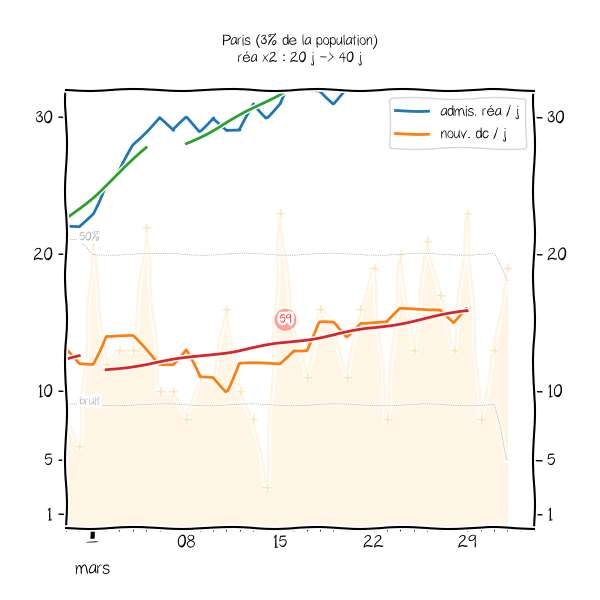 Paris (3% de la population)
réa x2 : 20 j -> 40 j
admis. réa / j
nouv. dc / j
30
30
50%
20
20
59
10
10
bruit
5
5
1
1
1
08
15
22
29
mars